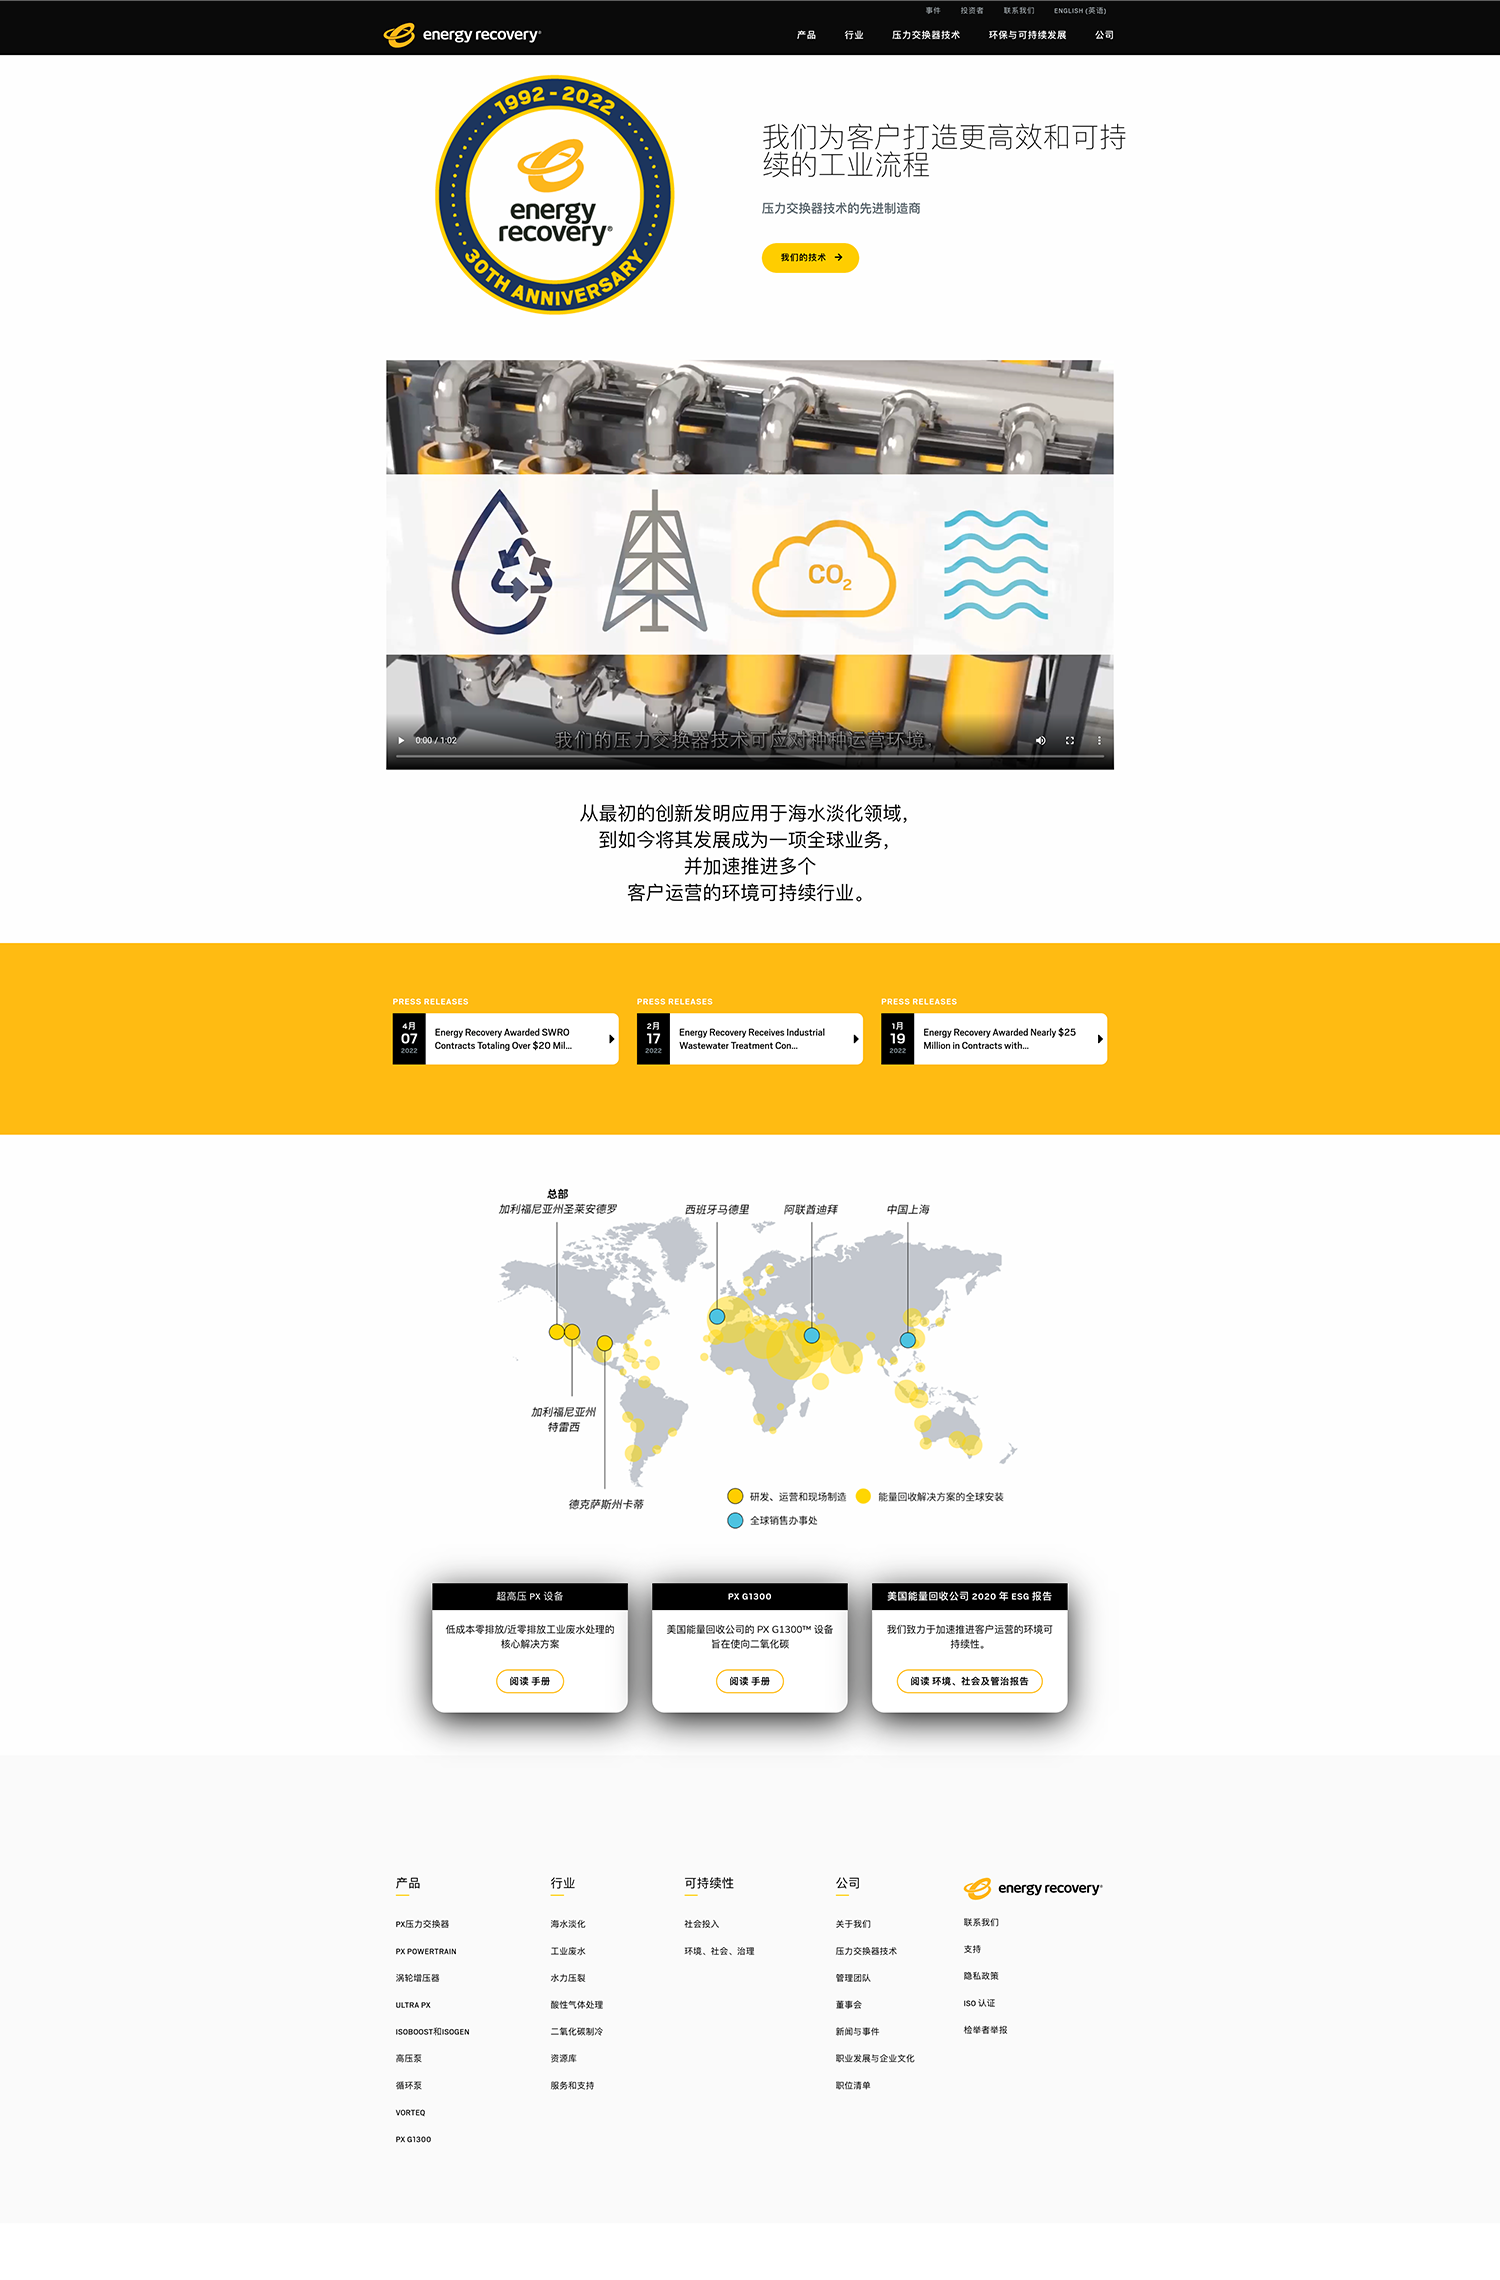 事件 投资者 联系我们 ENGLISH (英语)
energy recovery® 产品 行业 压力交换器技术 环保与可持续发展 公司
1992 - 2022
energy
recovery®
30TH ANNIVERSARY
我们为客户打造更高效和可持
续的工业流程
压力交换器技术的先进制造商
我们的技术 →
CO₂
0:00 / 1:02
我们的压力交换器技术可应对种种运营环境
从最初的创新发明应用于海水淡化领域，
到如今将其发展成为一项全球业务，
并加速推进多个
客户运营的环境可持续行业。
PRESS RELEASES
4月
07
2022
Energy Recovery Awarded SWRO
Contracts Totaling Over $20 Mil...
PRESS RELEASES
2月
17
2022
Energy Recovery Receives Industrial
Wastewater Treatment Con...
PRESS RELEASES
1月
19
2022
Energy Recovery Awarded Nearly $25
Million in Contracts with...
总部
加利福尼亚州圣莱安德罗
西班牙马德里
阿联酋迪拜
中国上海
加利福尼亚州
特雷西
德克萨斯州卡蒂
研发、运营和现场制造
能量回收解决方案的全球安装
全球销售办事处
超高压 PX 设备
低成本零排放/近零排放工业废水处理的
核心解决方案
阅读 手册
PX G1300
美国能量回收公司的 PX G1300™ 设备
旨在使向二氧化碳
阅读 手册
美国能量回收公司 2020 年 ESG 报告
我们致力于加速推进客户运营的环境可
持续性。
阅读 环境、社会及管治报告
产品
PX压力交换器
PX POWERTRAIN
涡轮增压器
ULTRA PX
ISOBOOST和ISOGEN
高压泵
循环泵
VORTEQ
PX G1300
行业
海水淡化
工业废水
水力压裂
酸性气体处理
二氧化碳制冷
资源库
服务和支持
可持续性
社会投入
环境、社会、治理
公司
关于我们
压力交换器技术
管理团队
董事会
新闻与事件
职业发展与企业文化
职位清单
energy recovery®
联系我们
支持
隐私政策
ISO 认证
检举者举报